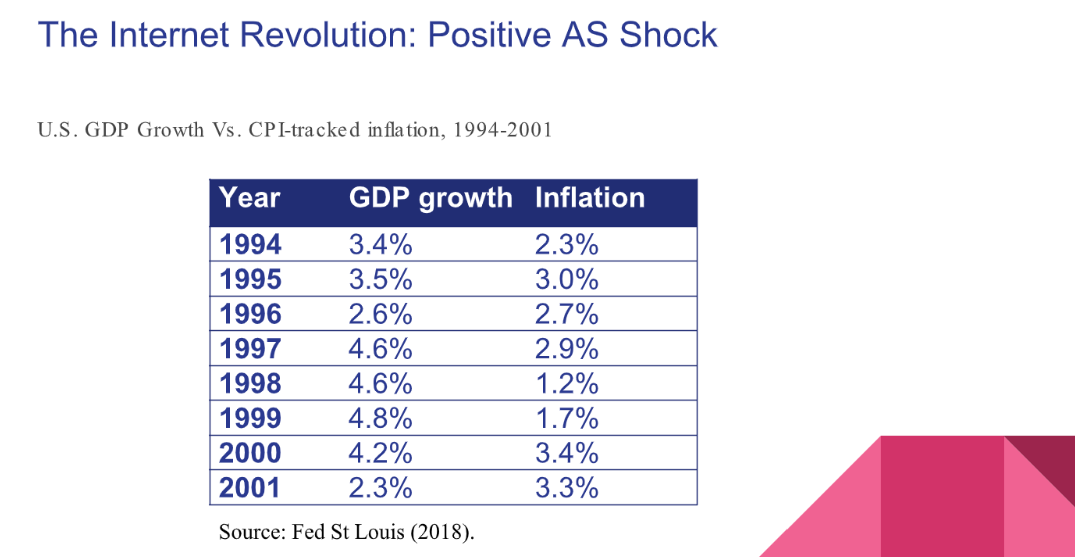 The Internet Revolution: Positive AS Shock
U.S. GDP Growth Vs. CPI-tracked inflation, 1994-2001
Year GDP growth Inflation
1994 3.4% 2.3%
1995 3.5% 3.0%
1996 2.6% 2.7%
1997 4.6% 2.9%
1998 4.6% 1.2%
1999 4.8% 1.7%
2000 4.2% 3.4%
2001 2.3% 3.3%
Source: Fed St Louis (2018).